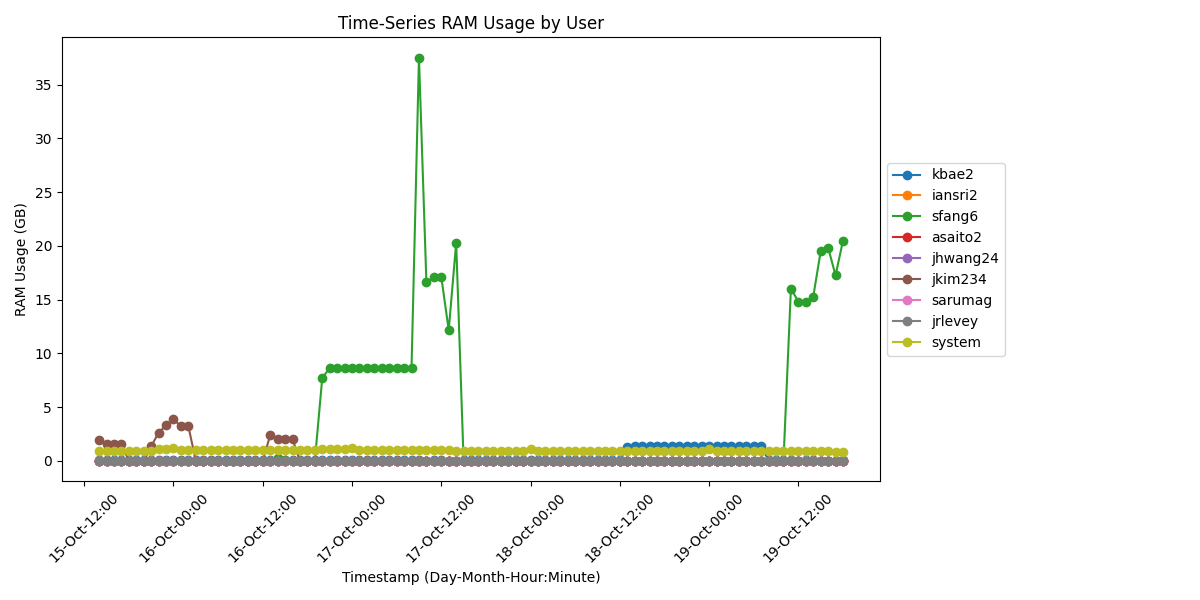 Time-Series RAM Usage by User
RAM Usage (GB)
35
30
25
20
15
10
5
0
15-Oct-12:00
16-Oct-00:00
16-Oct-12:00
17-Oct-00:00
17-Oct-12:00
18-Oct-00:00
18-Oct-12:00
19-Oct-00:00
19-Oct-12:00
Timestamp (Day-Month-Hour:Minute)
kbae2
iansri2
sfang6
asaito2
jhwang24
jkim234
sarumag
jrlevey
system